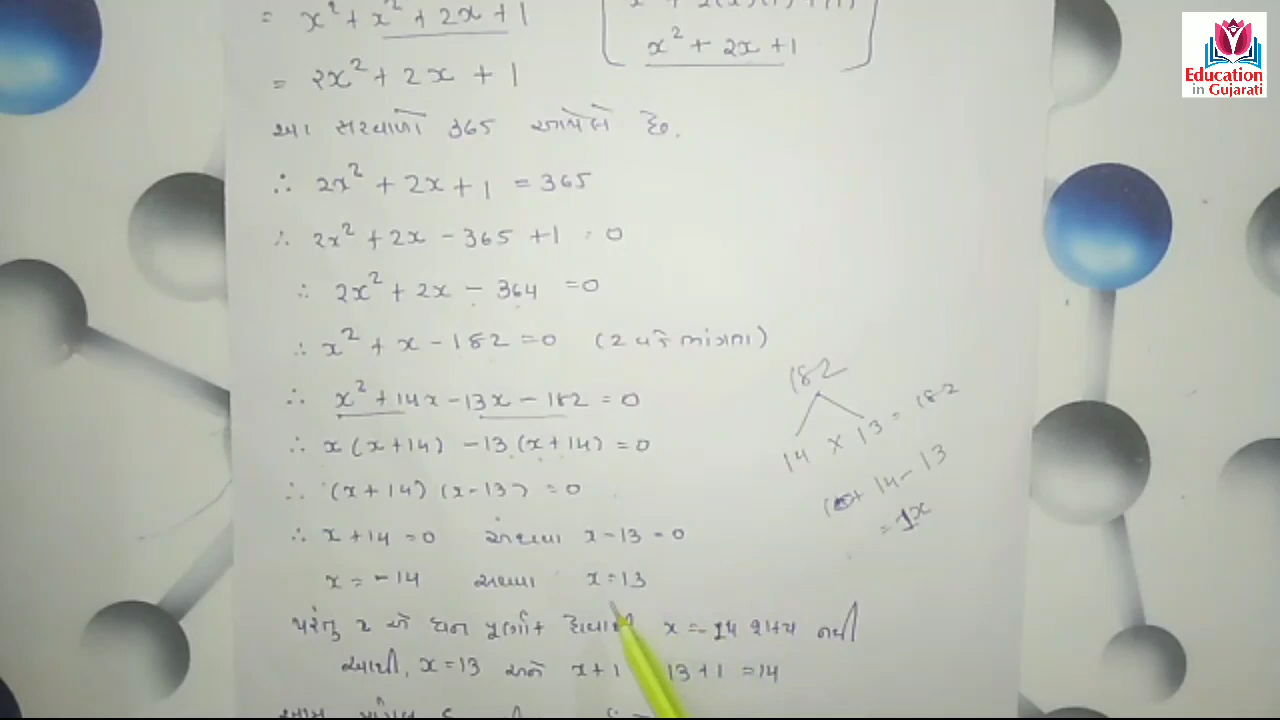 = x² + x² + 2x + 1
x² + 2x + 1
= 2x² + 2x + 1
આ સરવાળો 365 આપેલો છે.
∴ 2x² + 2x + 1 = 365
∴ 2x² + 2x - 365 + 1 = 0
∴ 2x² + 2x - 364 = 0
∴ x² + x - 182 = 0 (2 વડે ભાંગતા)
∴ x² + 14x - 13x - 182 = 0
∴ x(x+14) - 13(x+14) = 0
∴ (x+14) (x-13) = 0
∴ x + 14 = 0 અથવા x - 13 = 0
x = -14 અથવા x = 13
પરંતુ x એ ધન પૂર્ણાંક હોવાથી x = -14 શક્ય નથી
આથી, x = 13 અને x + 1 13 + 1 = 14
182
14 x 13 = 182
+ 14 - 13
= 1x
Education
in Gujarati